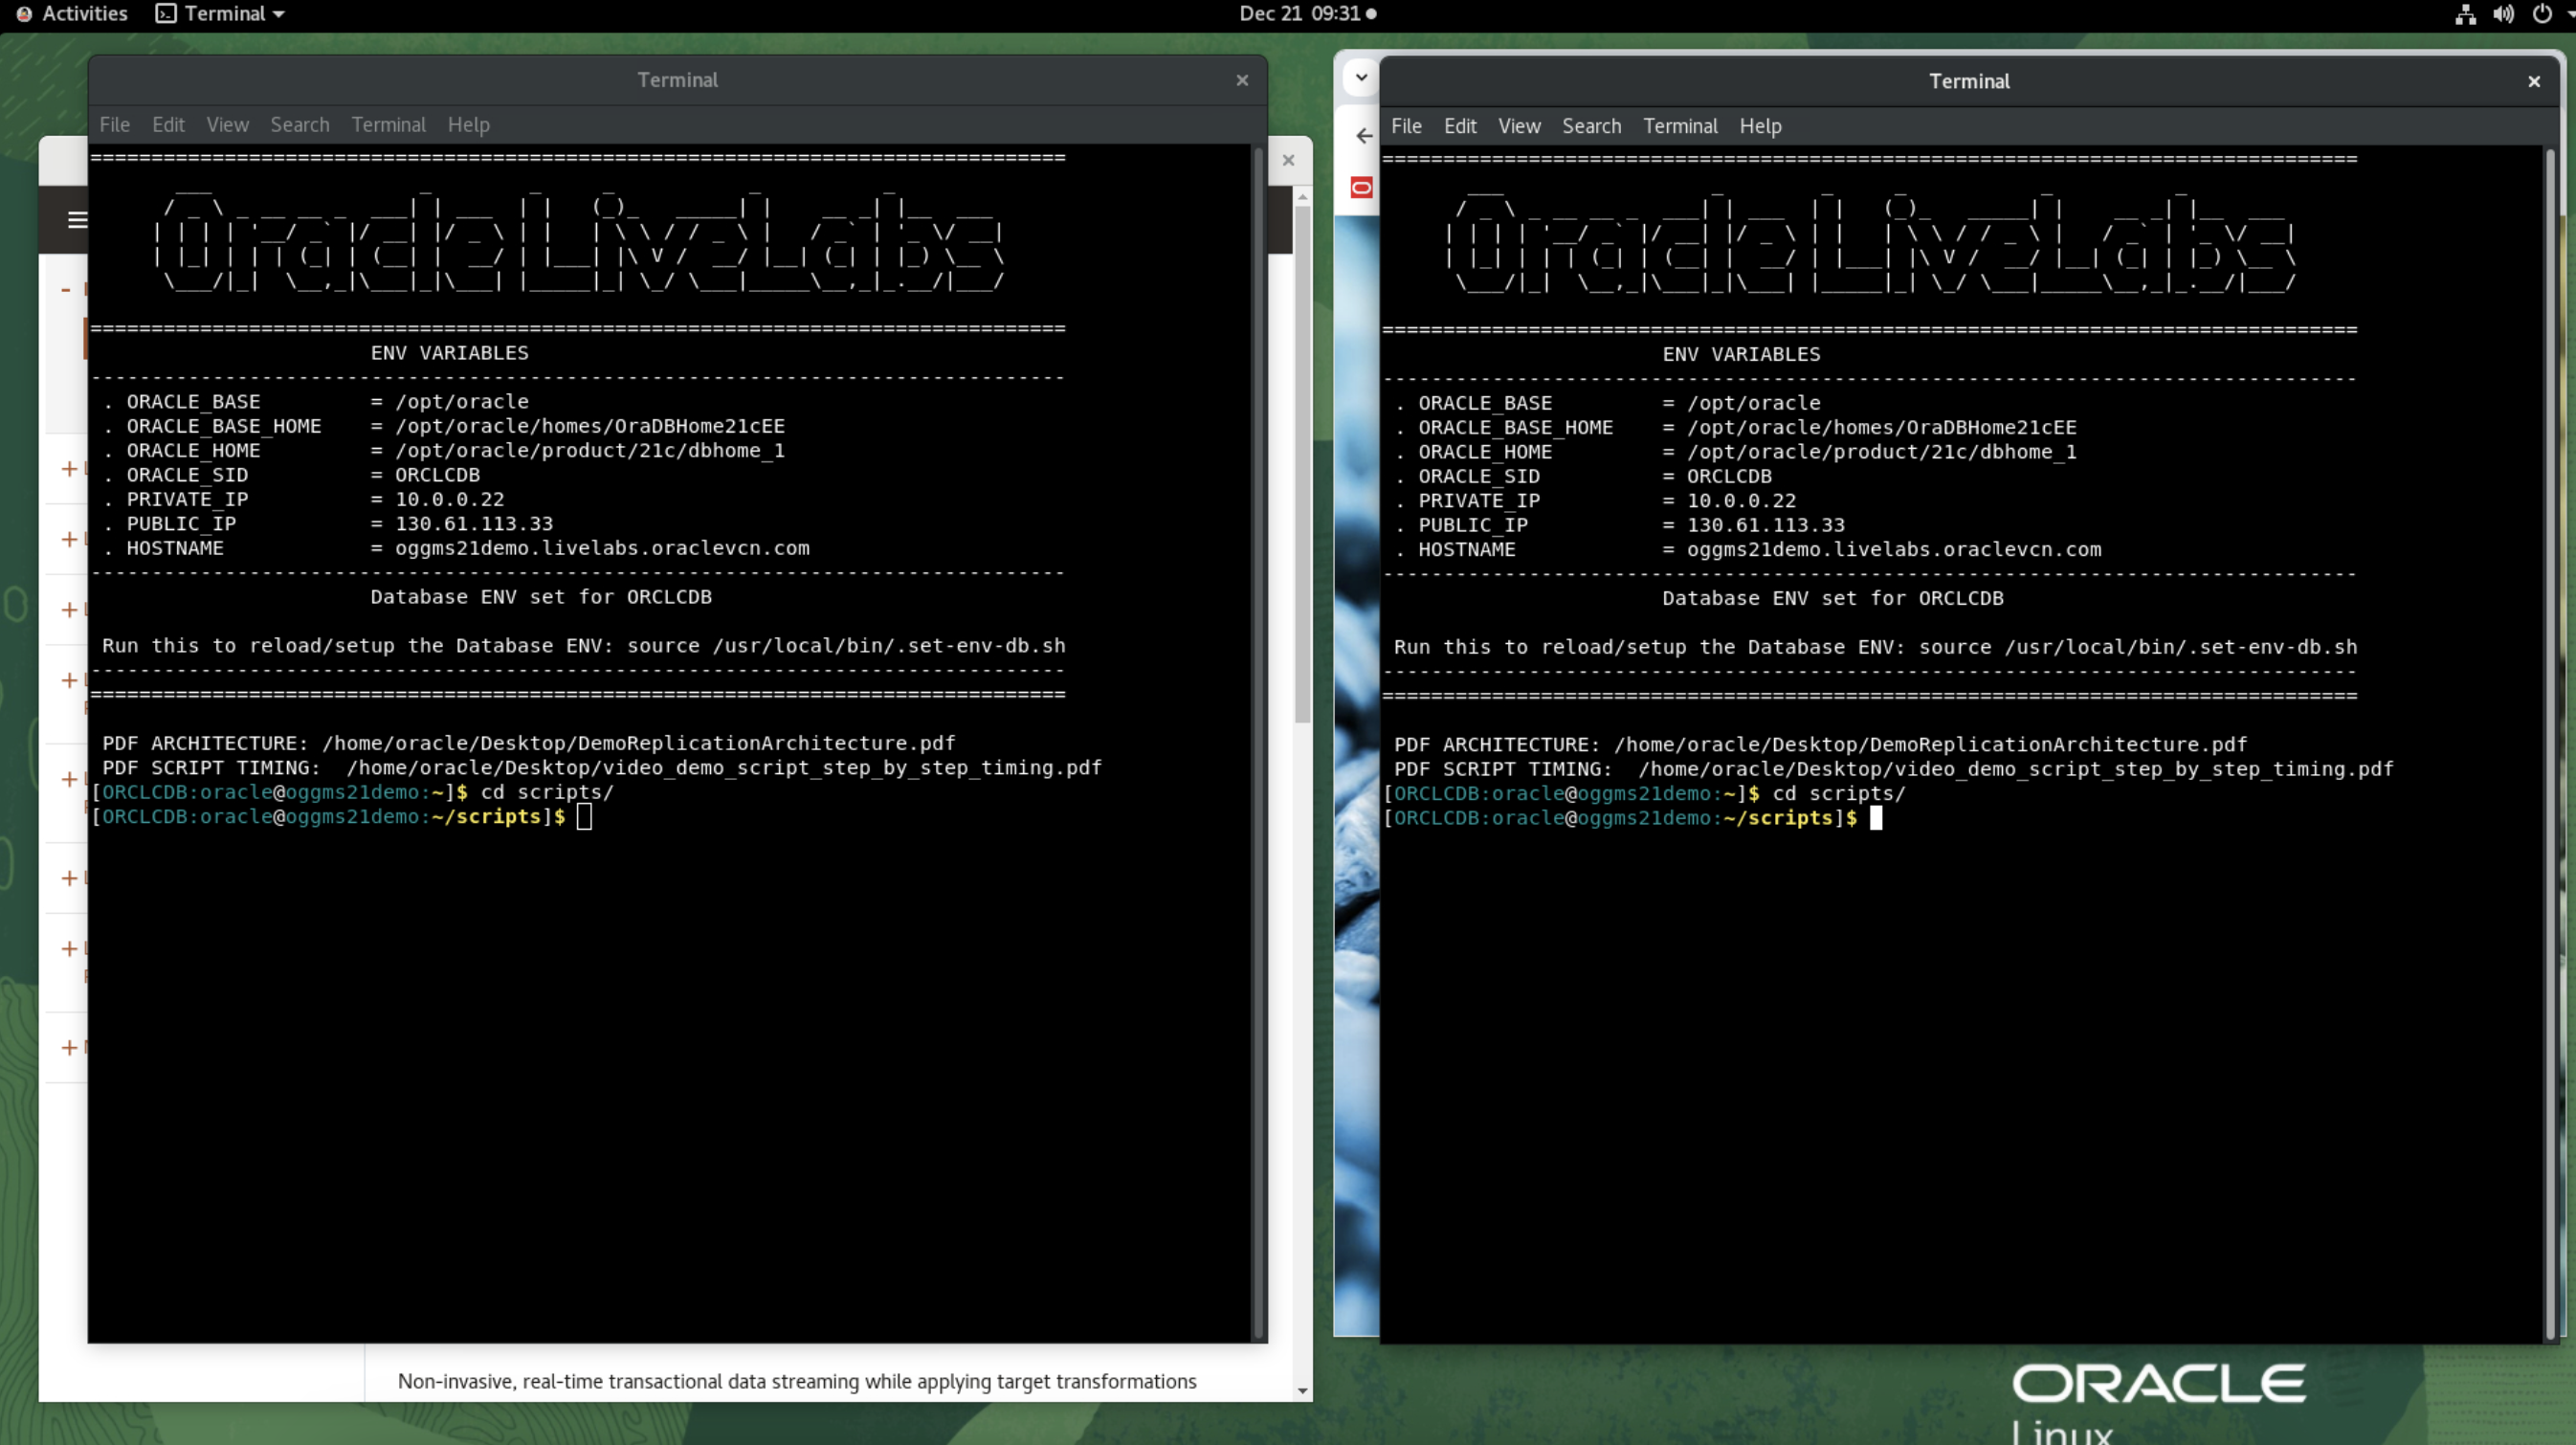 Activities Terminal Dec 21 09:31
Terminal
File Edit View Search Terminal Help
================================================================================
Oracle LiveLabs
================================================================================
ENV VARIABLES
--------------------------------------------------------------------------------
. ORACLE_BASE = /opt/oracle
. ORACLE_BASE_HOME = /opt/oracle/homes/OraDBHome21cEE
. ORACLE_HOME = /opt/oracle/product/21c/dbhome_1
. ORACLE_SID = ORCLCDB
. PRIVATE_IP = 10.0.0.22
. PUBLIC_IP = 130.61.113.33
. HOSTNAME = oggms21demo.livelabs.oraclevcn.com
--------------------------------------------------------------------------------
Database ENV set for ORCLCDB
Run this to reload/setup the Database ENV: source /usr/local/bin/.set-env-db.sh
--------------------------------------------------------------------------------
================================================================================
PDF ARCHITECTURE: /home/oracle/Desktop/DemoReplicationArchitecture.pdf
PDF SCRIPT TIMING: /home/oracle/Desktop/video_demo_script_step_by_step_timing.pdf
[ORCLCDB:oracle@oggms21demo:~]$ cd scripts/
[ORCLCDB:oracle@oggms21demo:~/scripts]$
Non-invasive, real-time transactional data streaming while applying target transformations
Terminal
File Edit View Search Terminal Help
================================================================================
Oracle LiveLabs
================================================================================
ENV VARIABLES
--------------------------------------------------------------------------------
. ORACLE_BASE = /opt/oracle
. ORACLE_BASE_HOME = /opt/oracle/homes/OraDBHome21cEE
. ORACLE_HOME = /opt/oracle/product/21c/dbhome_1
. ORACLE_SID = ORCLCDB
. PRIVATE_IP = 10.0.0.22
. PUBLIC_IP = 130.61.113.33
. HOSTNAME = oggms21demo.livelabs.oraclevcn.com
--------------------------------------------------------------------------------
Database ENV set for ORCLCDB
Run this to reload/setup the Database ENV: source /usr/local/bin/.set-env-db.sh
--------------------------------------------------------------------------------
================================================================================
PDF ARCHITECTURE: /home/oracle/Desktop/DemoReplicationArchitecture.pdf
PDF SCRIPT TIMING: /home/oracle/Desktop/video_demo_script_step_by_step_timing.pdf
[ORCLCDB:oracle@oggms21demo:~]$ cd scripts/
[ORCLCDB:oracle@oggms21demo:~/scripts]$
ORACLE
Linux